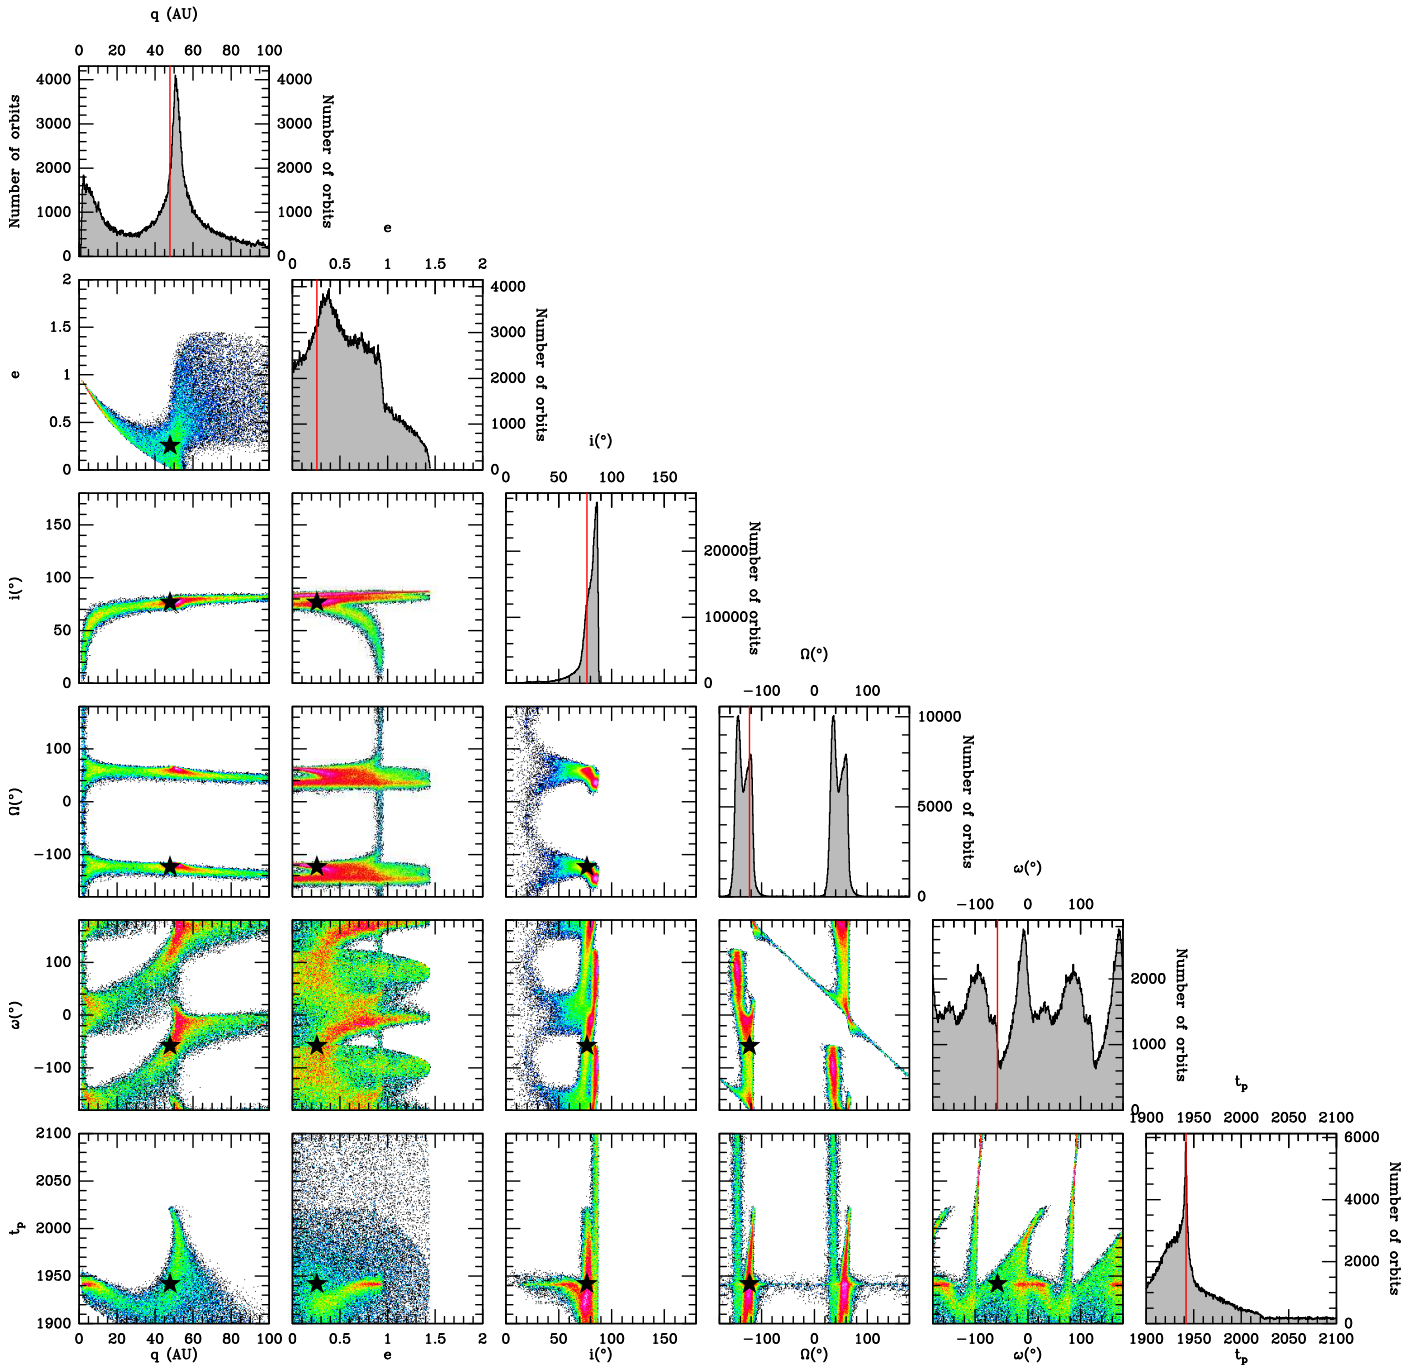 q (AU)
0 20 40 60 80 100
4000 4000
3000 3000
2000 2000
1000 1000
0 0
Number of orbits
Number of orbits
e
0 0.5 1 1.5 2
2 4000
1.5 3000
1 2000
0.5 1000
0 0
e
Number of orbits
i(°)
0 50 100 150
150 20000
100 10000
50
0 0
i(°)
Number of orbits
Ω(°)
−100 0 100
100 10000
0 5000
−100 0
Ω(°)
Number of orbits
ω(°)
−100 0 100
100 2000
0 1000
−100 0
ω(°)
Number of orbits
t_p
1900 1950 2000 2050 2100
2100 6000
2050 4000
2000 2000
1950
1900 0
t_p
Number of orbits
0 20 40 60 80 100 0 0.5 1 1.5 2 0 50 100 150 −100 0 100 −100 0 100 1900 1950 2000 2050 2100
q (AU) e i(°) Ω(°) ω(°) t_p